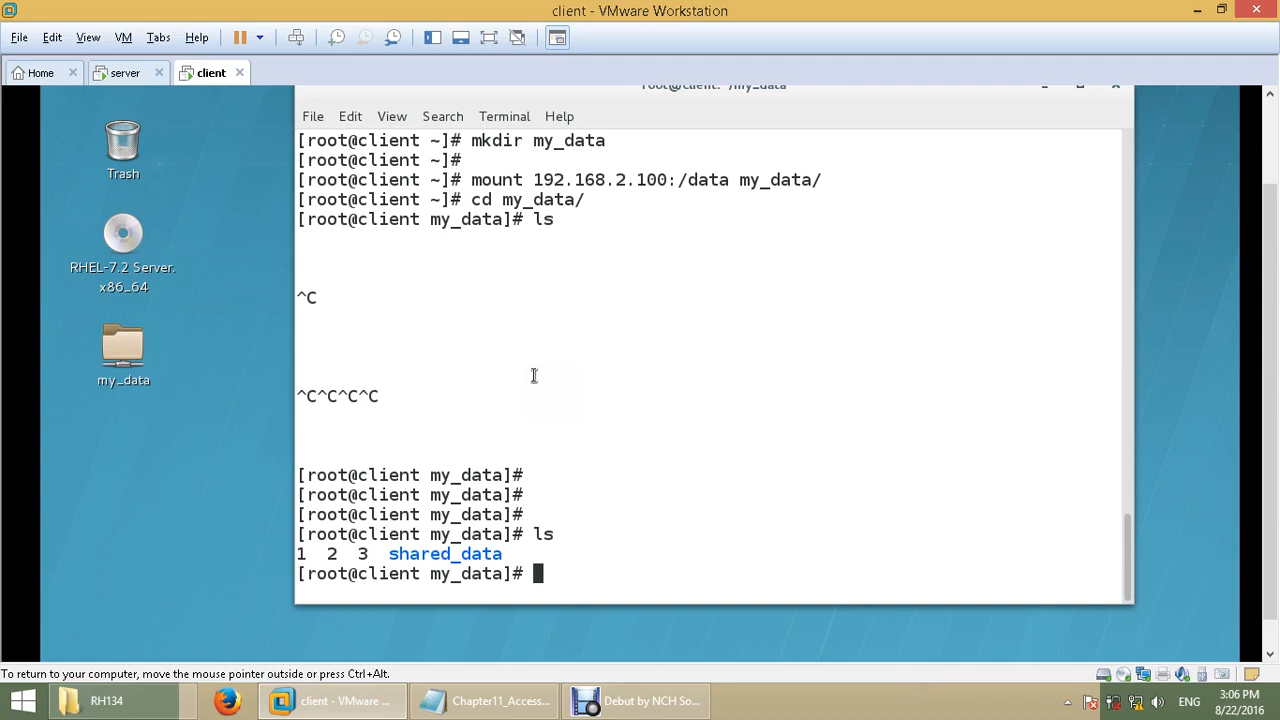 client - VMware Workstation
File Edit View VM Tabs Help
Home server client
root@client: ~/my_data
File Edit View Search Terminal Help
[root@client ~]# mkdir my_data
[root@client ~]#
[root@client ~]# mount 192.168.2.100:/data my_data/
[root@client ~]# cd my_data/
[root@client my_data]# ls
^C
^C^C^C^C
[root@client my_data]#
[root@client my_data]#
[root@client my_data]#
[root@client my_data]# ls
1 2 3 shared_data
[root@client my_data]#
Trash
RHEL-7.2 Server.
x86_64
my_data
To return to your computer, move the mouse pointer outside or press Ctrl+Alt.
RH134
client - VMware ...
Chapter11_Access...
Debut by NCH So...
ENG
3:06 PM
8/22/2016